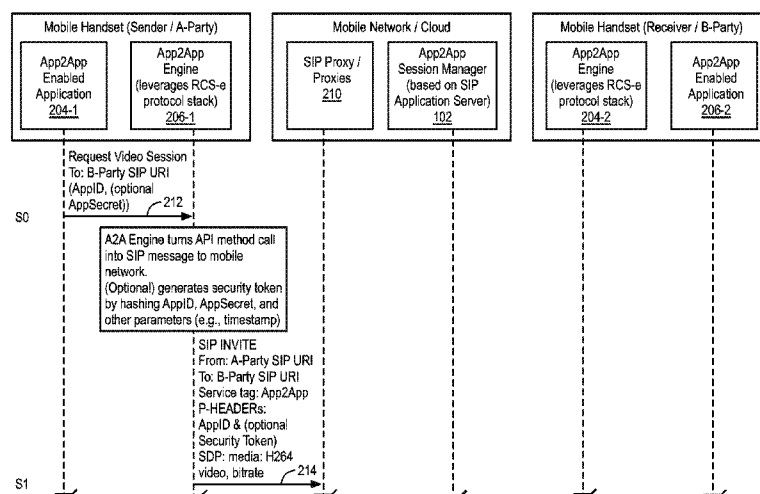 Mobile Handset (Sender / A-Party)
App2App
Enabled
Application
204-1
App2App
Engine
(leverages RCS-e
protocol stack)
206-1
Mobile Network / Cloud
SIP Proxy /
Proxies
210
App2App
Session Manager
(based on SIP
Application Server)
102
Mobile Handset (Receiver / B-Party)
App2App
Engine
(leverages RCS-e
protocol stack)
204-2
App2App
Enabled
Application
206-2
Request Video Session
To: B-Party SIP URI
(AppID, (optional
AppSecret))
212
S0
A2A Engine turns API method call
into SIP message to mobile
network.
(Optional) generates security token
by hashing AppID, AppSecret, and
other parameters (e.g., timestamp)
SIP INVITE
From: A-Party SIP URI
To: B-Party SIP URI
Service tag: App2App
P-HEADERs:
AppID & (optional
Security Token)
SDP: media: H264
video, bitrate
214
S1